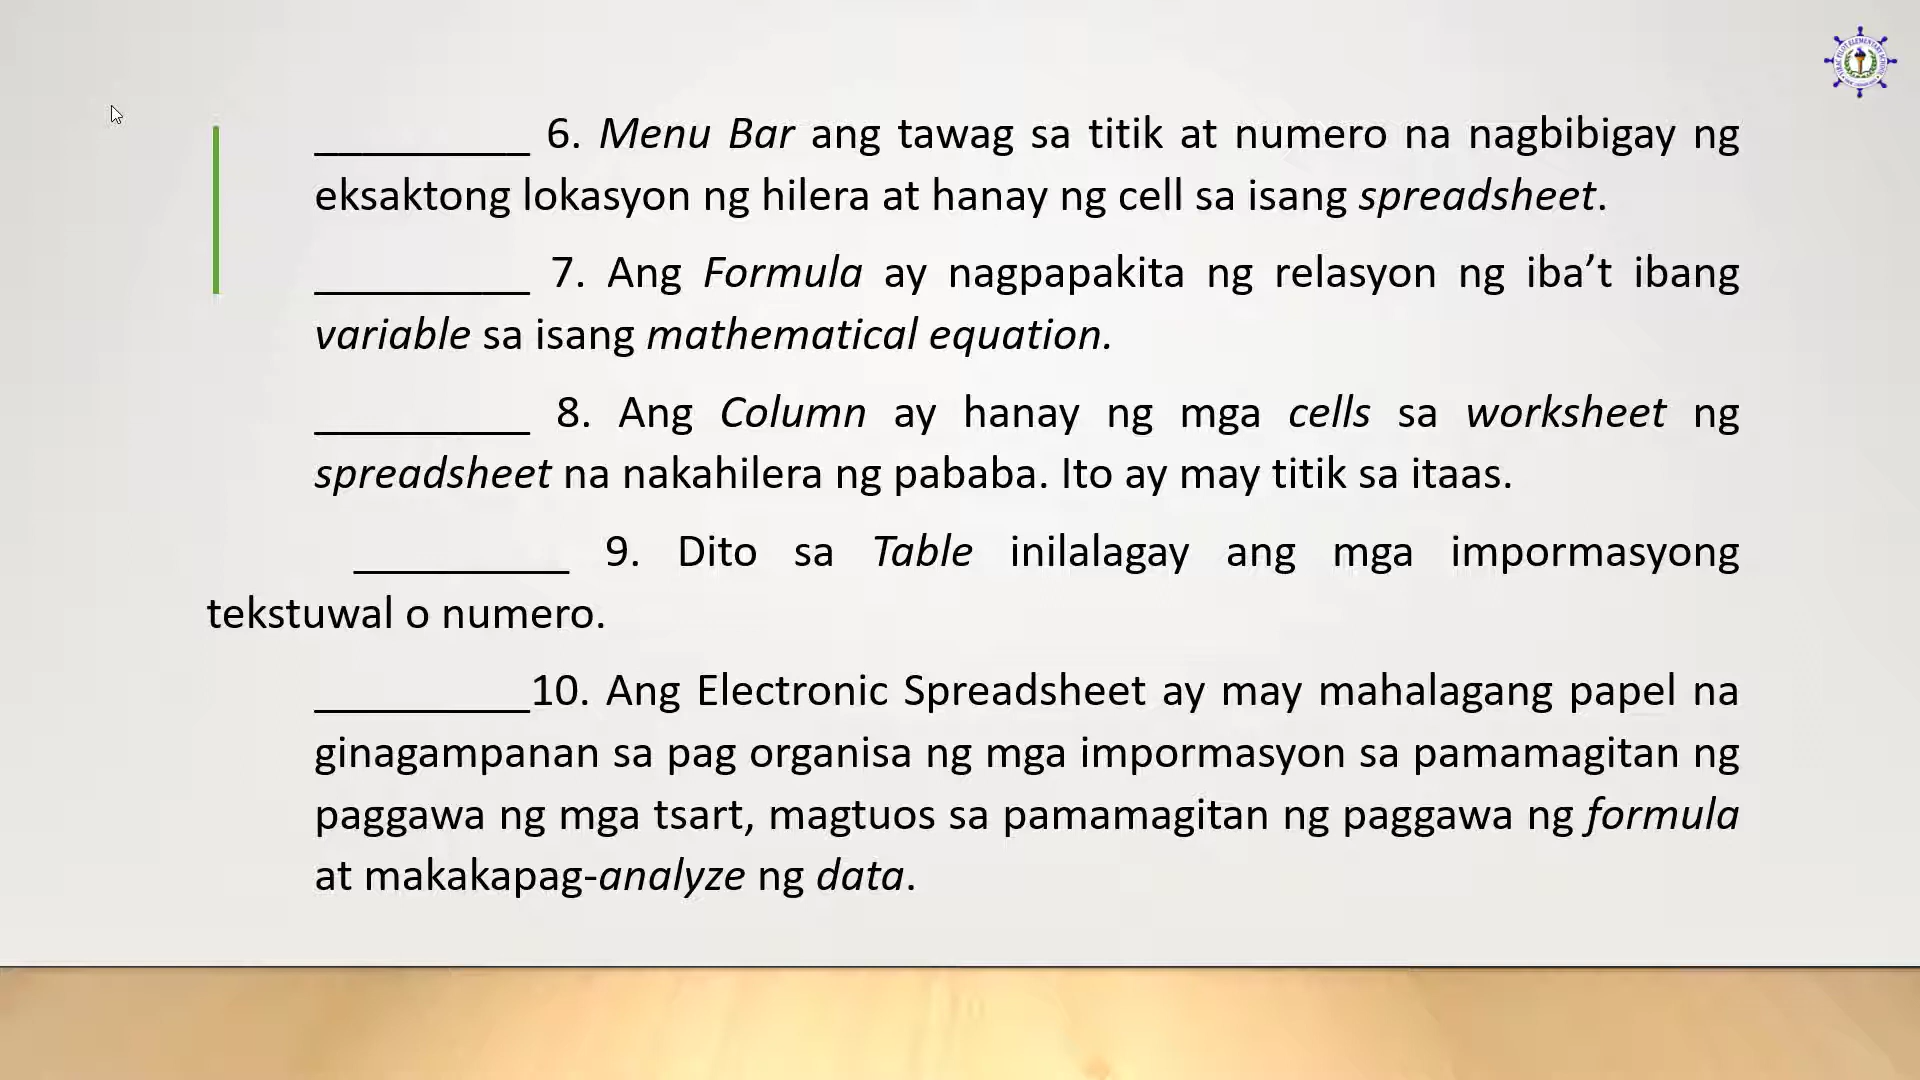 _________ 6. Menu Bar ang tawag sa titik at numero na nagbibigay ng
eksaktong lokasyon ng hilera at hanay ng cell sa isang spreadsheet.
_________ 7. Ang Formula ay nagpapakita ng relasyon ng iba’t ibang
variable sa isang mathematical equation.
_________ 8. Ang Column ay hanay ng mga cells sa worksheet ng
spreadsheet na nakahilera ng pababa. Ito ay may titik sa itaas.
_________ 9. Dito sa Table inilalagay ang mga impormasyong
tekstuwal o numero.
_________10. Ang Electronic Spreadsheet ay may mahalagang papel na
ginagampanan sa pag organisa ng mga impormasyon sa pamamagitan ng
paggawa ng mga tsart, magtuos sa pamamagitan ng paggawa ng formula
at makakapag-analyze ng data.